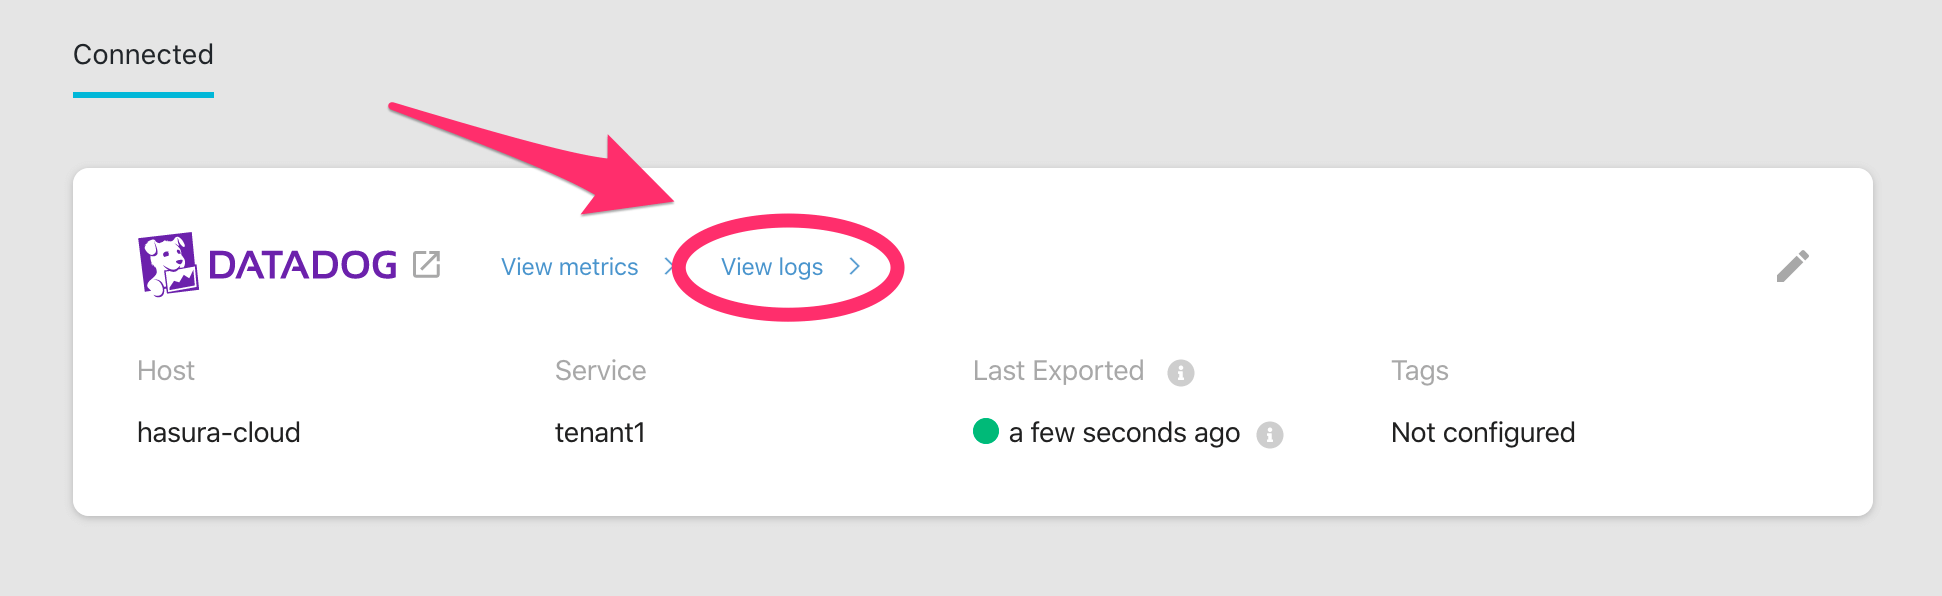 Connected
DATADOG View metrics View logs
Host Service Last Exported Tags
hasura-cloud tenant1 a few seconds ago Not configured